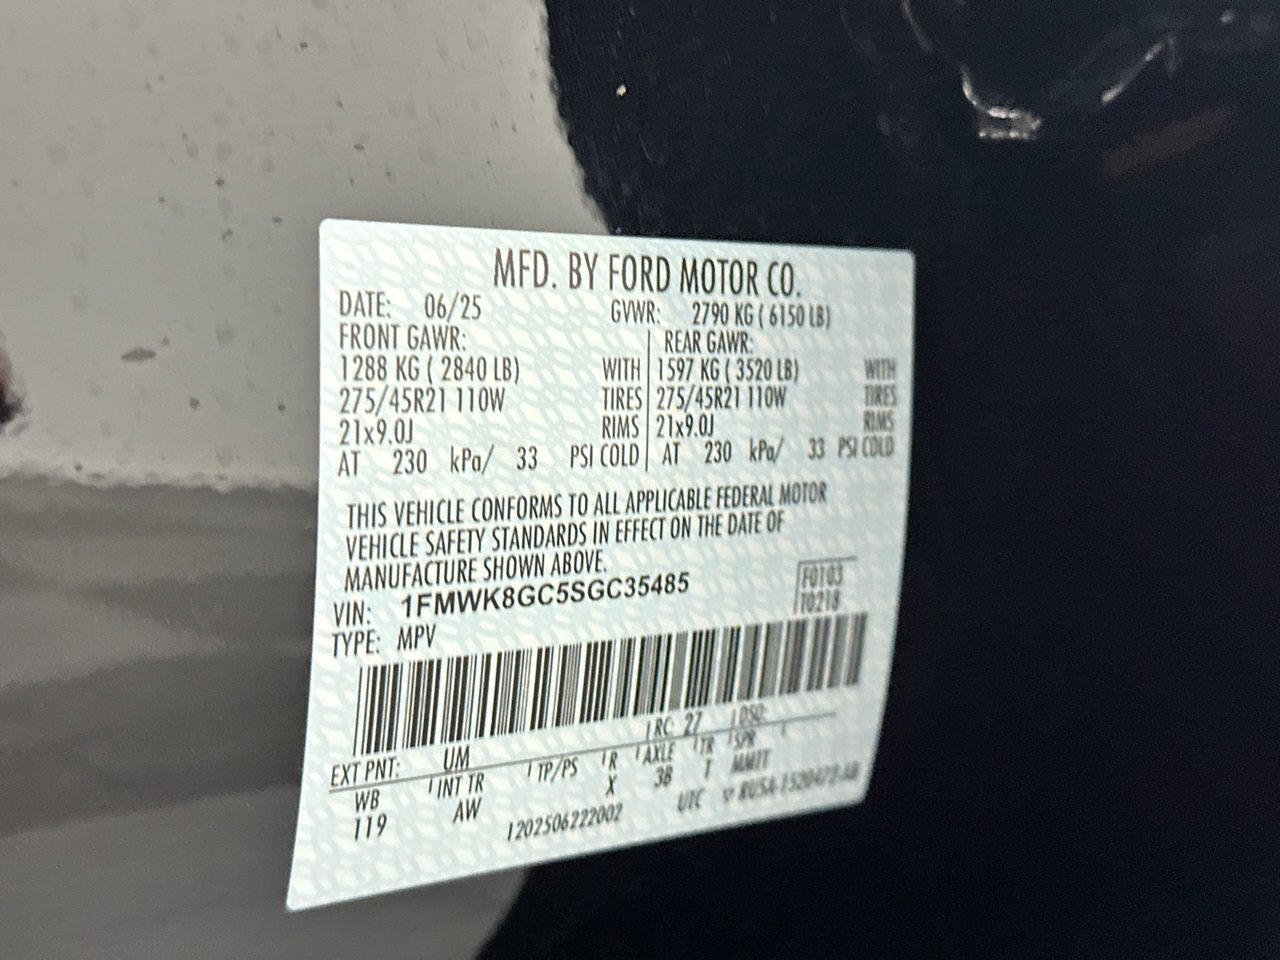 MFD. BY FORD MOTOR CO.
DATE: 06/25 GVWR: 2790 KG ( 6150 LB)
FRONT GAWR: REAR GAWR:
1288 KG ( 2840 LB) WITH 1597 KG ( 3520 LB) WITH
275/45R21 110W TIRES 275/45R21 110W TIRES
21x9.0J RIMS 21x9.0J RIMS
AT 230 kPa/ 33 PSI COLD AT 230 kPa/ 33 PSI COLD
THIS VEHICLE CONFORMS TO ALL APPLICABLE FEDERAL MOTOR
VEHICLE SAFETY STANDARDS IN EFFECT ON THE DATE OF
MANUFACTURE SHOWN ABOVE.
VIN: 1FMWK8GC5SGC35485 F0103
TYPE: MPV 10218
EXT PNT: UM RC: 27 DSO:
WB INT TR TP/PS R AXLE TR SPR
119 AW X 3B T
1202506222002 UTC